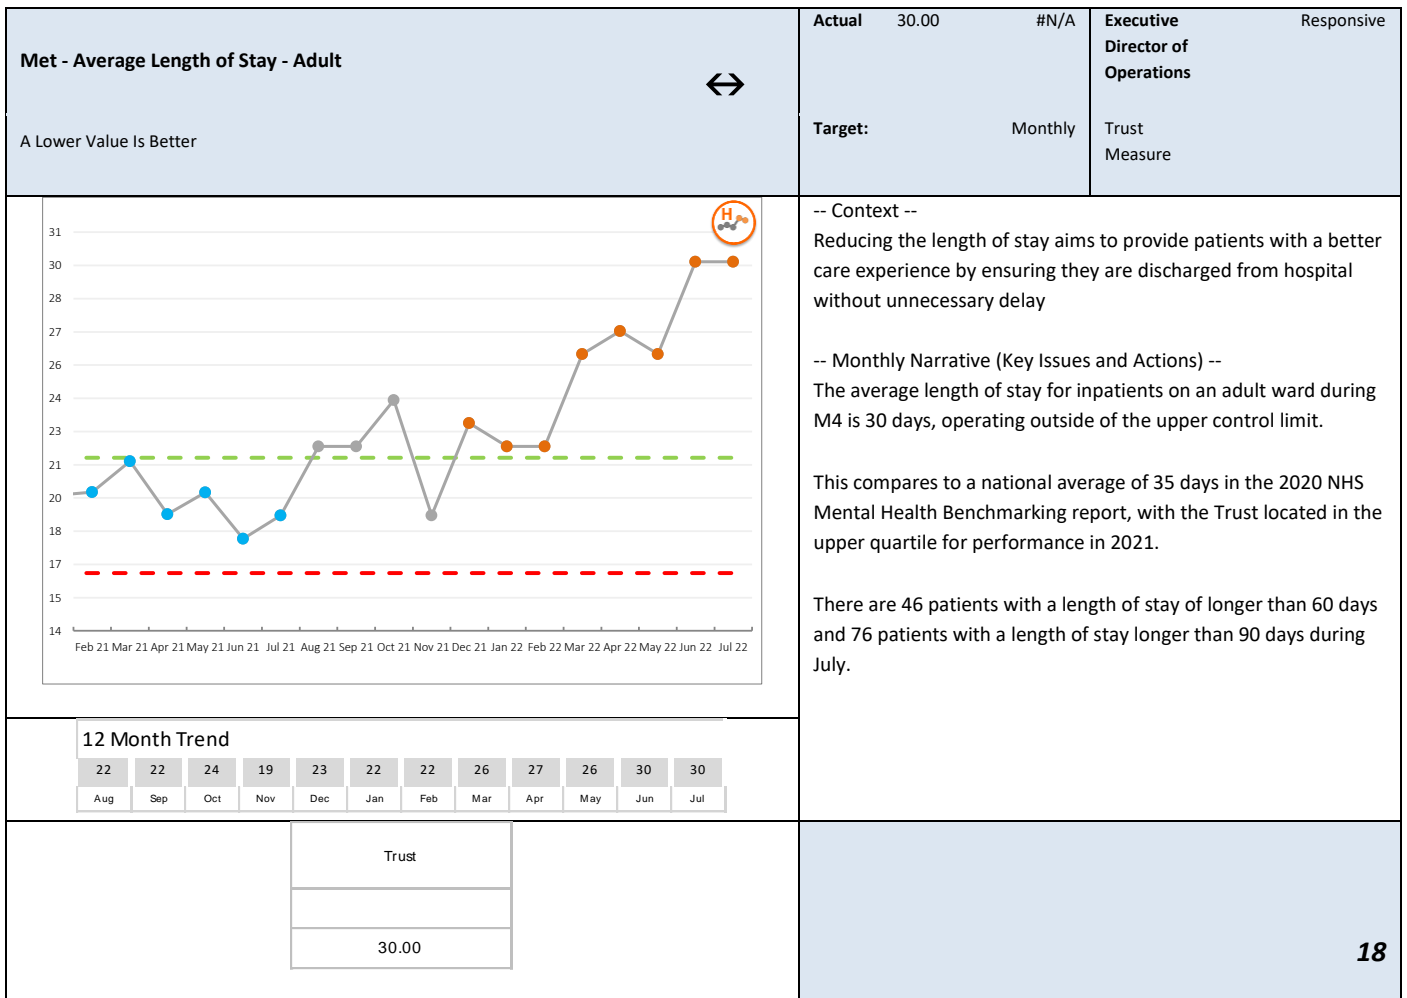 Met - Average Length of Stay - Adult
A Lower Value Is Better
Actual 30.00 #N/A
Target: Monthly
Executive Responsive
Director of
Operations
Trust
Measure
H
31
30
28
27
26
24
23
21
20
18
17
15
14
Feb 21 Mar 21 Apr 21 May 21 Jun 21 Jul 21 Aug 21 Sep 21 Oct 21 Nov 21 Dec 21 Jan 22 Feb 22 Mar 22 Apr 22 May 22 Jun 22 Jul 22
-- Context --
Reducing the length of stay aims to provide patients with a better
care experience by ensuring they are discharged from hospital
without unnecessary delay
-- Monthly Narrative (Key Issues and Actions) --
The average length of stay for inpatients on an adult ward during
M4 is 30 days, operating outside of the upper control limit.
This compares to a national average of 35 days in the 2020 NHS
Mental Health Benchmarking report, with the Trust located in the
upper quartile for performance in 2021.
There are 46 patients with a length of stay of longer than 60 days
and 76 patients with a length of stay longer than 90 days during
July.
12 Month Trend
22 22 24 19 23 22 22 26 27 26 30 30
Aug Sep Oct Nov Dec Jan Feb Mar Apr May Jun Jul
Trust
30.00
18